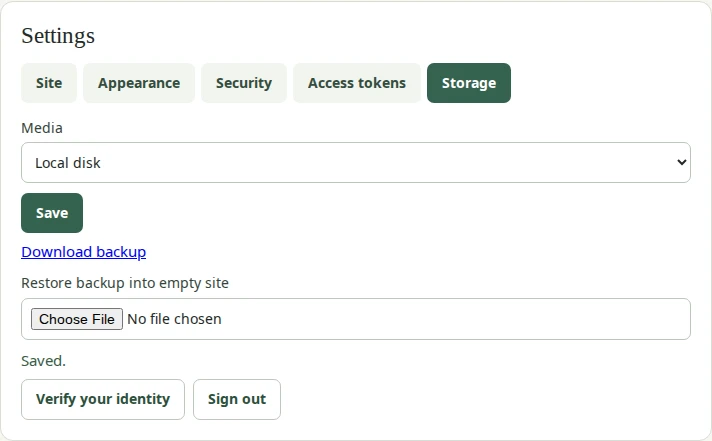 Settings
Site Appearance Security Access tokens Storage
Media
Local disk
Save
Download backup
Restore backup into empty site
Choose File No file chosen
Saved.
Verify your identity Sign out